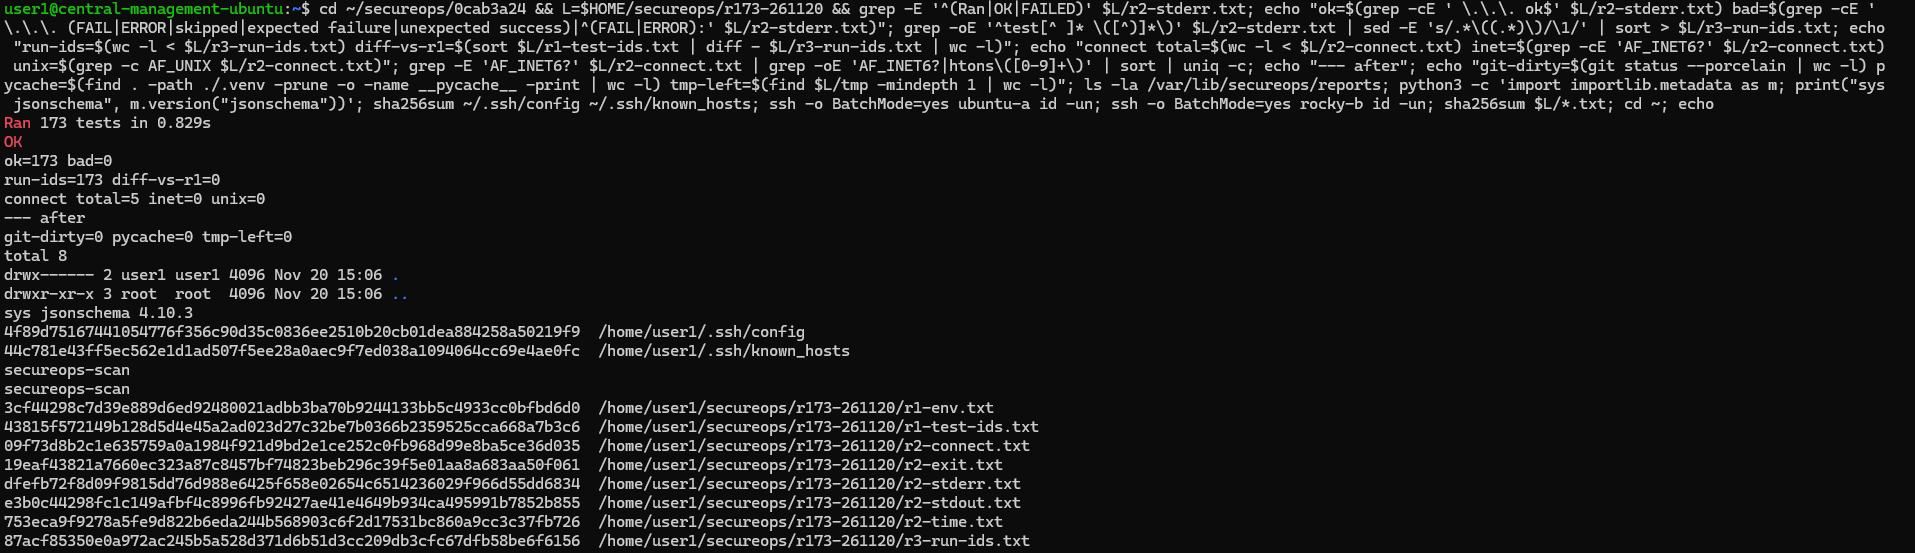 user1@central-management-ubuntu:~$ cd ~/secureops/0cab3a24 && L=$HOME/secureops/r173-261120 && grep -E '^(Ran|OK|FAILED)' $L/r2-stderr.txt; echo "ok=$(grep -cE ' \.\.\. ok$' $L/r2-stderr.txt) bad=$(grep -cE '
\.\.\. (FAIL|ERROR|skipped|expected failure|unexpected success)|^(FAIL|ERROR):' $L/r2-stderr.txt)"; grep -oE '^test[^ ]* \([^)]*\)' $L/r2-stderr.txt | sed -E 's/.*\((.*)\)/\1/' | sort > $L/r3-run-ids.txt; echo
"run-ids=$(wc -l < $L/r3-run-ids.txt) diff-vs-r1=$(sort $L/r1-test-ids.txt | diff - $L/r3-run-ids.txt | wc -l)"; echo "connect total=$(wc -l < $L/r2-connect.txt) inet=$(grep -cE 'AF_INET6?' $L/r2-connect.txt)
unix=$(grep -c AF_UNIX $L/r2-connect.txt)"; grep -E 'AF_INET6?' $L/r2-connect.txt | grep -oE 'AF_INET6?|htons\([0-9]+\)' | sort | uniq -c; echo "--- after"; echo "git-dirty=$(git status --porcelain | wc -l) p
ycache=$(find . -path ./.venv -prune -o -name __pycache__ -print | wc -l) tmp-left=$(find $L/tmp -mindepth 1 | wc -l)"; ls -la /var/lib/secureops/reports; python3 -c 'import importlib.metadata as m; print("sys
jsonschema", m.version("jsonschema"))'; sha256sum ~/.ssh/config ~/.ssh/known_hosts; ssh -o BatchMode=yes ubuntu-a id -un; ssh -o BatchMode=yes rocky-b id -un; sha256sum $L/*.txt; cd ~; echo
Ran 173 tests in 0.829s
OK
ok=173 bad=0
run-ids=173 diff-vs-r1=0
connect total=5 inet=0 unix=0
--- after
git-dirty=0 pycache=0 tmp-left=0
total 8
drwx------ 2 user1 user1 4096 Nov 20 15:06 .
drwxr-xr-x 3 root  root  4096 Nov 20 15:06 ..
sys jsonschema 4.10.3
4f89d75167441054776f356c90d35c0836ee2510b20cb01dea884258a50219f9  /home/user1/.ssh/config
44c781e43ff5ec562e1d1ad507f5ee28a0aec9f7ed038a1094064cc69e4ae0fc  /home/user1/.ssh/known_hosts
secureops-scan
secureops-scan
3cf44298c7d39e889d6ed92480021adbb3ba70b9244133bb5c4933cc0bfbd6d0  /home/user1/secureops/r173-261120/r1-env.txt
43815f572149b128d5d4e45a2ad023d27c32be7b0366b2359525cca668a7b3c6  /home/user1/secureops/r173-261120/r1-test-ids.txt
09f73d8b2c1e635759a0a1984f921d9bd2e1ce252c0fb968d99e8ba5ce36d035  /home/user1/secureops/r173-261120/r2-connect.txt
19eaf43821a7660ec323a87c8457bf74823beb296c39f5e01aa8a683aa50f061  /home/user1/secureops/r173-261120/r2-exit.txt
dfefb72f8d09f9815dd76d988e6425f658e02654c6514236029f966d55dd6834  /home/user1/secureops/r173-261120/r2-stderr.txt
e3b0c44298fc1c149afbf4c8996fb92427ae41e4649b934ca495991b7852b855  /home/user1/secureops/r173-261120/r2-stdout.txt
753eca9f9278a5fe9d822b6eda244b568903c6f2d17531bc860a9cc3c37fb726  /home/user1/secureops/r173-261120/r2-time.txt
87acf85350e0a972ac245b5a528d371d6b51d3cc209db3cfc67dfb58be6f6156  /home/user1/secureops/r173-261120/r3-run-ids.txt